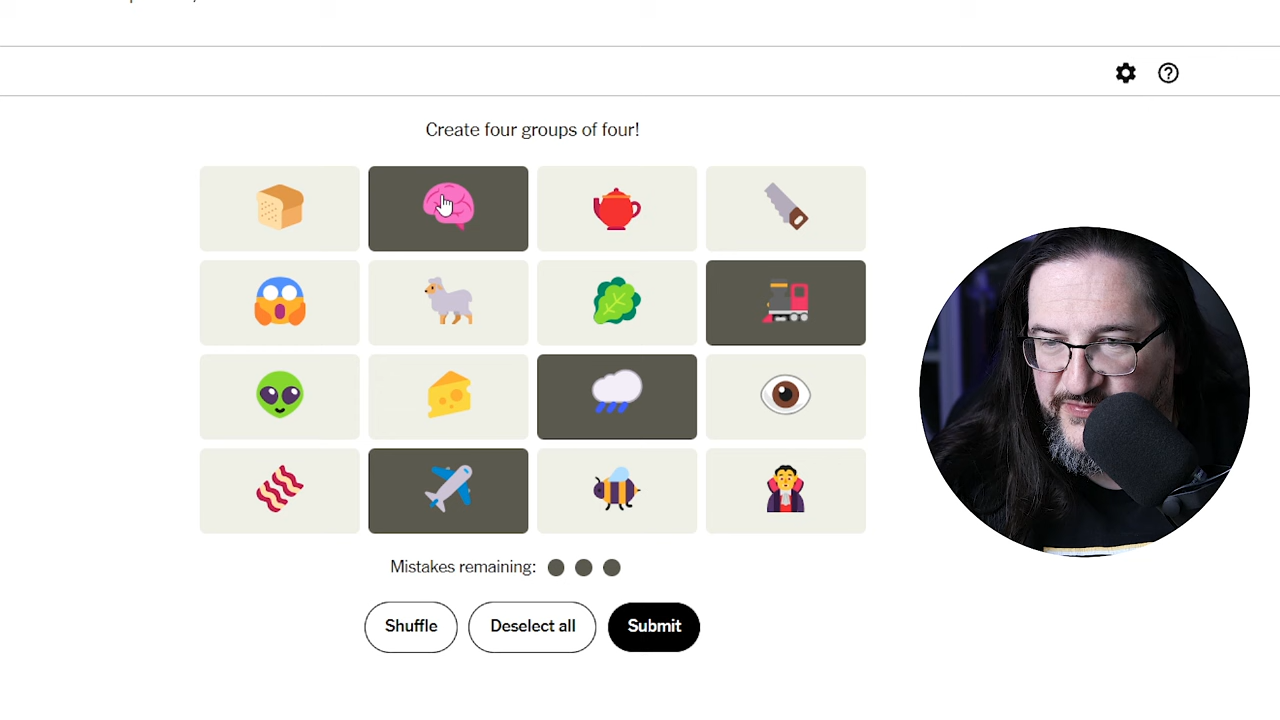 Create four groups of four!
Mistakes remaining:
Shuffle
Deselect all
Submit